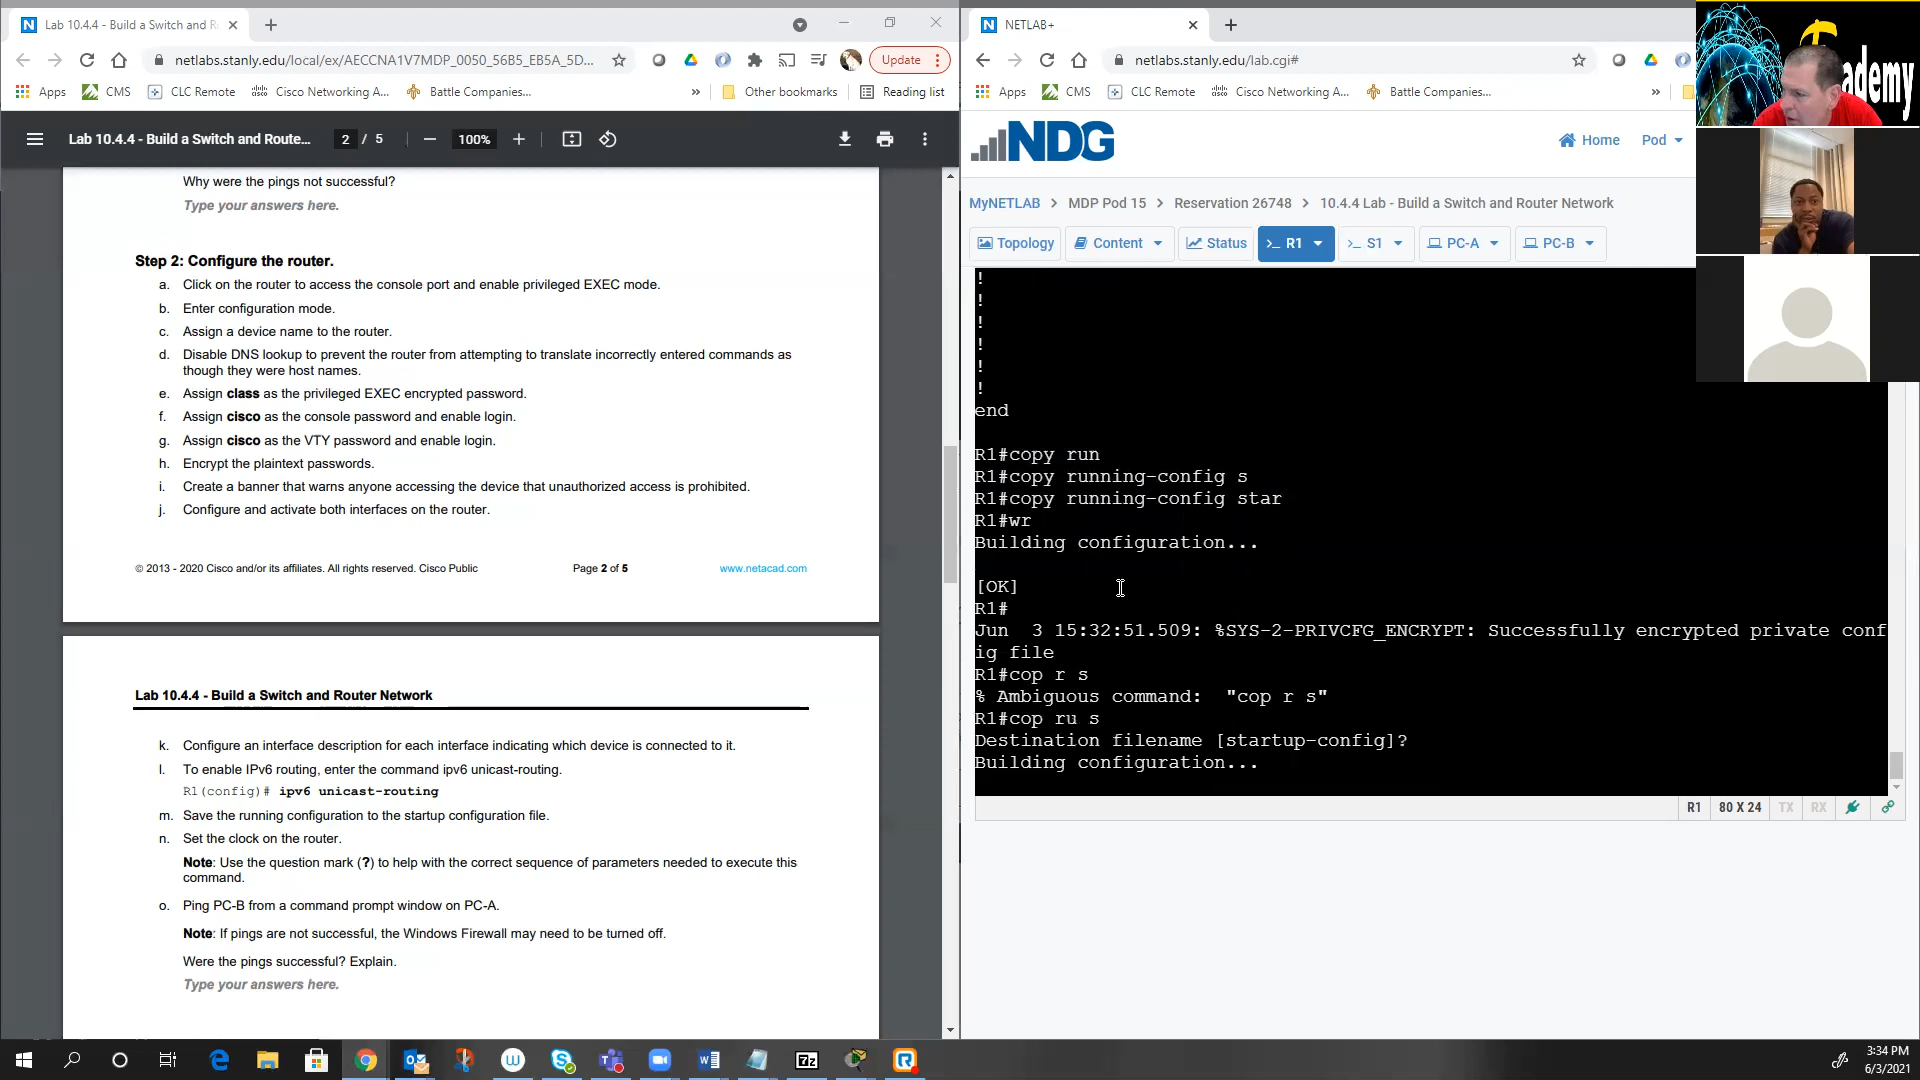 Lab 10.4.4 - Build a Switch and R
netlabs.stanly.edu/local/ex/AECCNA1V7MDP_0050_56B5_EB5A_5D...
Update
Apps
CMS
CLC Remote
Cisco Networking A...
Battle Companies...
»
Other bookmarks
Reading list
Lab 10.4.4 - Build a Switch and Route...
2 / 5
100%
Why were the pings not successful?
Type your answers here.
Step 2: Configure the router.
a. Click on the router to access the console port and enable privileged EXEC mode.
b. Enter configuration mode.
c. Assign a device name to the router.
d. Disable DNS lookup to prevent the router from attempting to translate incorrectly entered commands as
though they were host names.
e. Assign class as the privileged EXEC encrypted password.
f. Assign cisco as the console password and enable login.
g. Assign cisco as the VTY password and enable login.
h. Encrypt the plaintext passwords.
i. Create a banner that warns anyone accessing the device that unauthorized access is prohibited.
j. Configure and activate both interfaces on the router.
© 2013 - 2020 Cisco and/or its affiliates. All rights reserved. Cisco Public
Page 2 of 5
www.netacad.com
Lab 10.4.4 - Build a Switch and Router Network
k. Configure an interface description for each interface indicating which device is connected to it.
l. To enable IPv6 routing, enter the command ipv6 unicast-routing.
R1(config)# ipv6 unicast-routing
m. Save the running configuration to the startup configuration file.
n. Set the clock on the router.
Note: Use the question mark (?) to help with the correct sequence of parameters needed to execute this
command.
o. Ping PC-B from a command prompt window on PC-A.
Note: If pings are not successful, the Windows Firewall may need to be turned off.
Were the pings successful? Explain.
Type your answers here.
NETLAB+
netlabs.stanly.edu/lab.cgi#
Apps
CMS
CLC Remote
Cisco Networking A...
Battle Companies...
»
NDG
Home
Pod
MyNETLAB > MDP Pod 15 > Reservation 26748 > 10.4.4 Lab - Build a Switch and Router Network
Topology
Content
Status
>_ R1
>_ S1
PC-A
PC-B
!
!
!
!
!
!
end
R1#copy run
R1#copy running-config s
R1#copy running-config star
R1#wr
Building configuration...
[OK]
R1#
Jun  3 15:32:51.509: %SYS-2-PRIVCFG_ENCRYPT: Successfully encrypted private conf
ig file
R1#cop r s
% Ambiguous command:  "cop r s"
R1#cop ru s
Destination filename [startup-config]?
Building configuration...
R1
80 X 24
TX
RX
ademy
3:34 PM
6/3/2021